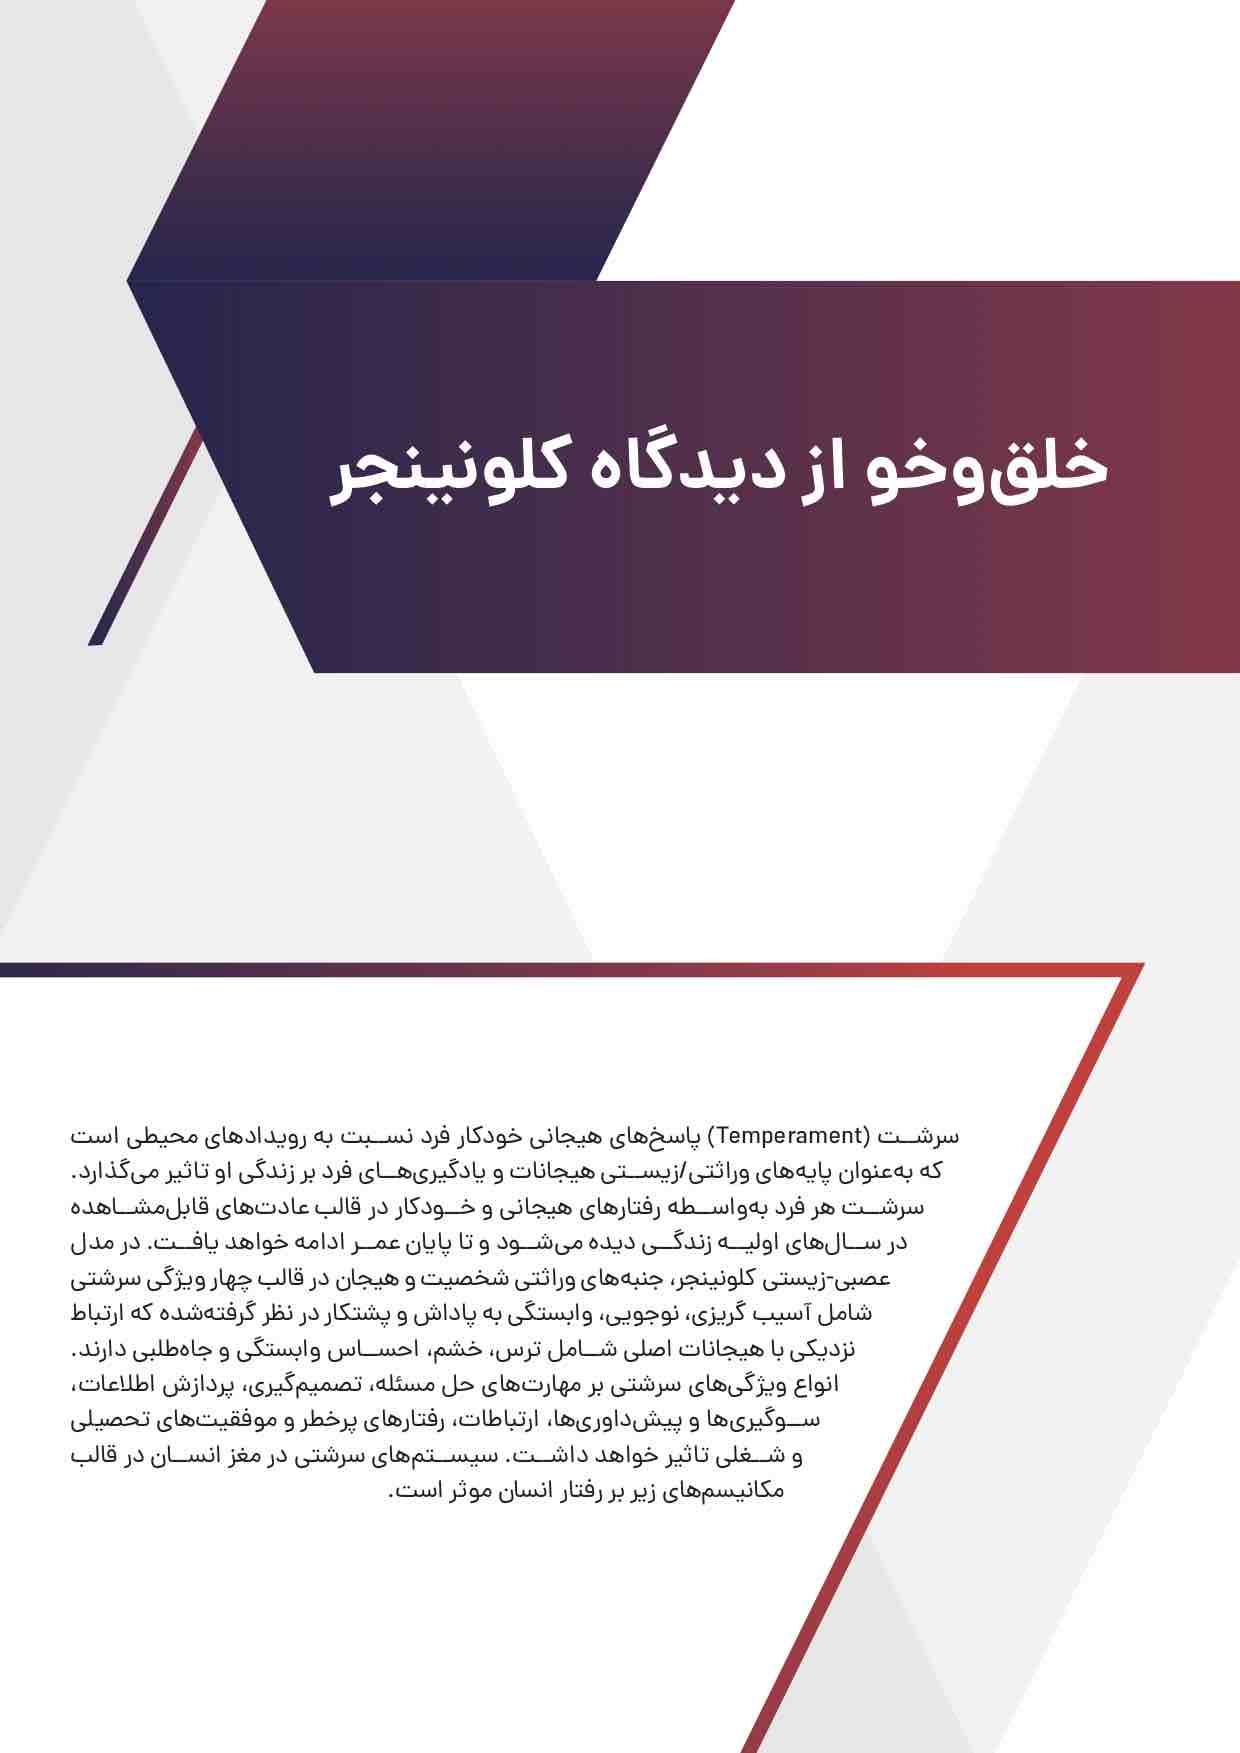 خلق‌وخو از دیدگاه کلونینجر
سرشت (Temperament) پاسخ‌های هیجانی خودکار فرد نسبت به رویدادهای محیطی است
که به‌عنوان پایه‌های وراثتی/زیستی هیجانات و یادگیری‌های فرد بر زندگی او تاثیر می‌گذارد.
سرشت هر فرد به‌واسطه رفتارهای هیجانی و خودکار در قالب عادت‌های قابل‌مشاهده
در سال‌های اولیه زندگی دیده می‌شود و تا پایان عمر ادامه خواهد یافت. در مدل
عصبی-زیستی کلونینجر، جنبه‌های وراثتی شخصیت و هیجان در قالب چهار ویژگی سرشتی
شامل آسیب گریزی، نوجویی، وابستگی به پاداش و پشتکار در نظر گرفته‌شده که ارتباط
نزدیکی با هیجانات اصلی شامل ترس، خشم، احساس وابستگی و جاه‌طلبی دارند.
انواع ویژگی‌های سرشتی بر مهارت‌های حل مسئله، تصمیم‌گیری، پردازش اطلاعات،
سوگیری‌ها و پیش‌داوری‌ها، ارتباطات، رفتارهای پرخطر و موفقیت‌های تحصیلی
و شغلی تاثیر خواهد داشت. سیستم‌های سرشتی در مغز انسان در قالب
مکانیسم‌های زیر بر رفتار انسان موثر است.